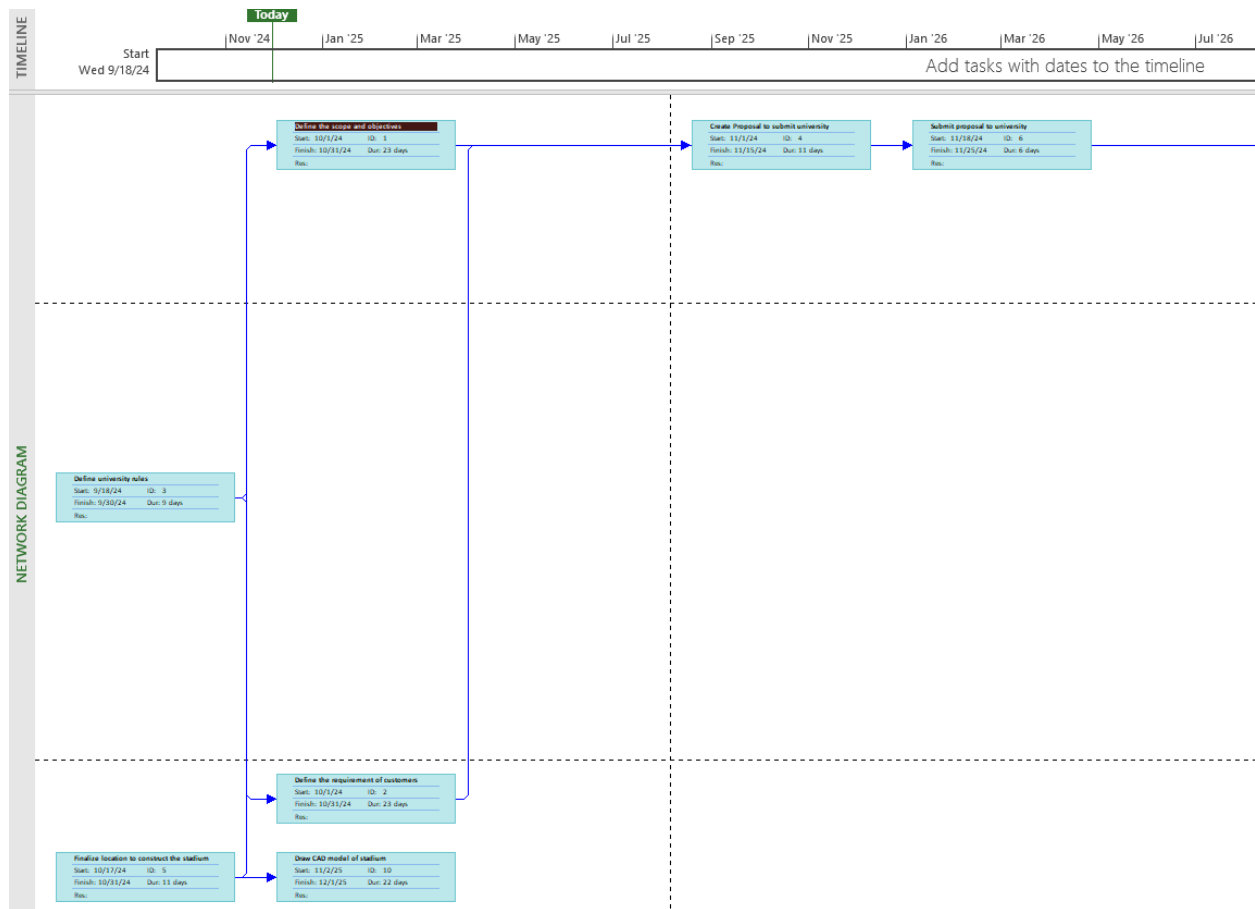 TIMELINE
Today
Nov '24
Jan '25
Mar '25
May '25
Jul '25
Sep '25
Nov '25
Jan '26
Mar '26
May '26
Jul '26
Start
Wed 9/18/24
Add tasks with dates to the timeline
NETWORK DIAGRAM
Define the scope and objectives
Start: 10/1/24 ID: 1
Finish: 10/31/24 Dur: 23 days
Res:
Create Proposal to submit university
Start: 11/1/24 ID: 4
Finish: 11/15/24 Dur: 11 days
Res:
Submit proposal to university
Start: 11/18/24 ID: 6
Finish: 11/25/24 Dur: 6 days
Res:
Define university rules
Start: 9/18/24 ID: 3
Finish: 9/30/24 Dur: 9 days
Res:
Define the requirement of customers
Start: 10/1/24 ID: 2
Finish: 10/31/24 Dur: 23 days
Res:
Finalize location to construct the stadium
Start: 10/17/24 ID: 5
Finish: 10/31/24 Dur: 11 days
Res:
Draw CAD model of stadium
Start: 11/2/25 ID: 10
Finish: 12/1/25 Dur: 22 days
Res: